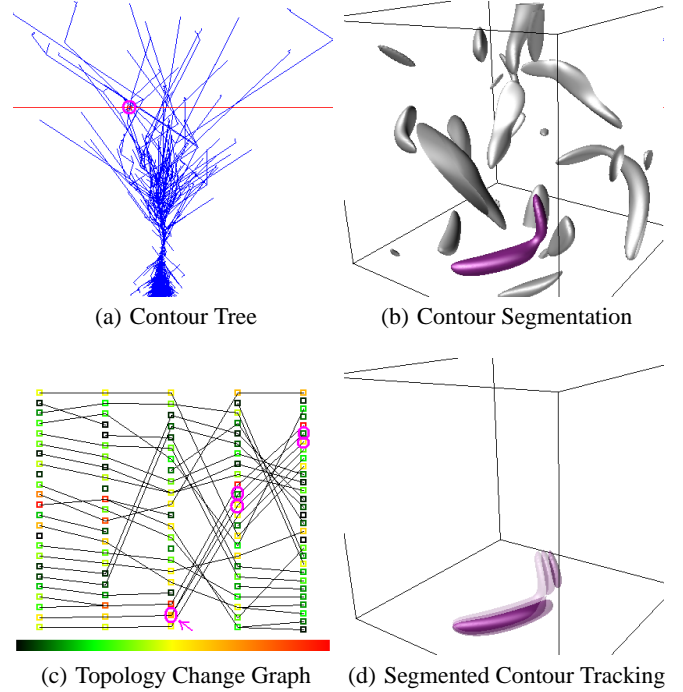 (a) Contour Tree
(b) Contour Segmentation
(c) Topology Change Graph
(d) Segmented Contour Tracking